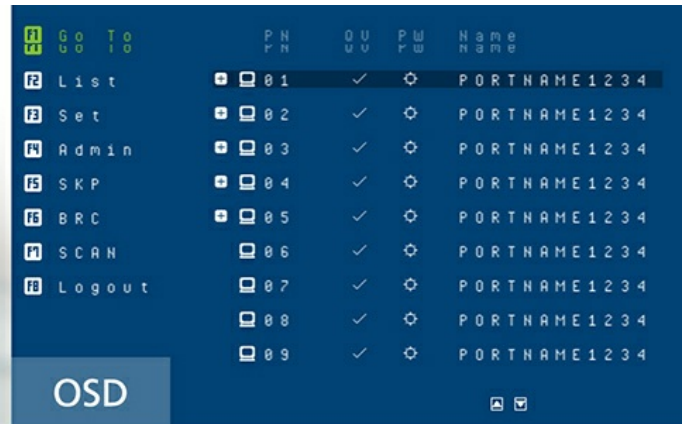 F1 Go To PN QV PW Name
F2 List 01 PORTNAME1234
F3 Set 02 PORTNAME1234
F4 Admin 03 PORTNAME1234
F5 SKP 04 PORTNAME1234
F6 BRC 05 PORTNAME1234
F7 SCAN 06 PORTNAME1234
F8 Logout 07 PORTNAME1234
08 PORTNAME1234
09 PORTNAME1234
OSD